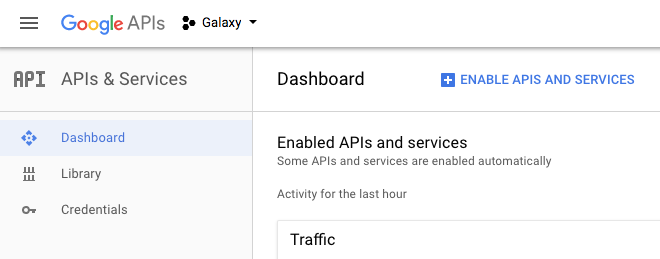 Google APIs Galaxy
API APIs & Services
Dashboard ENABLE APIS AND SERVICES
Dashboard
Library
Credentials
Enabled APIs and services
Some APIs and services are enabled automatically
Activity for the last hour
Traffic